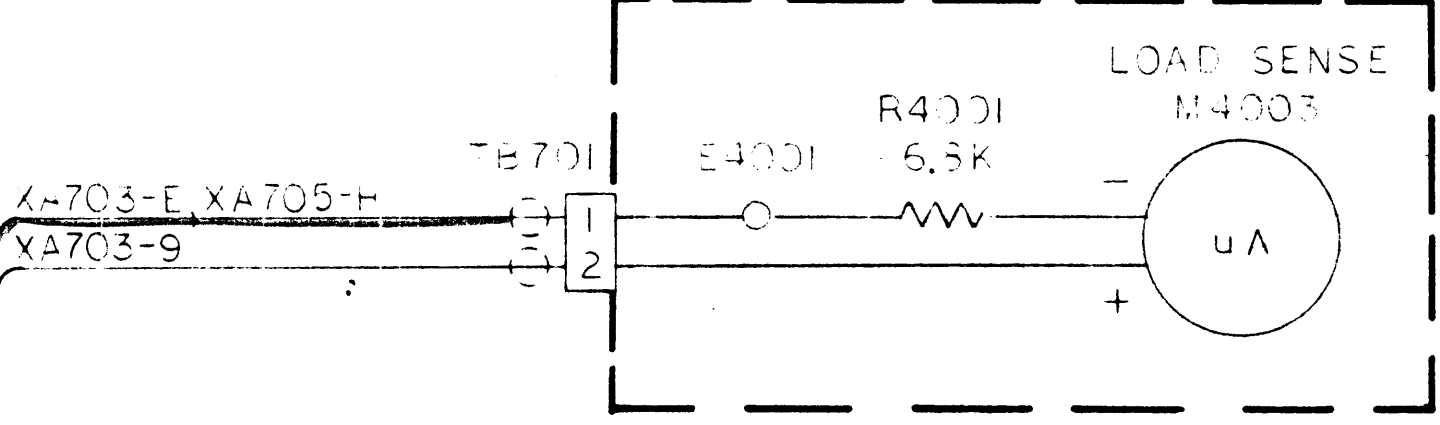 LOAD SENSE
M4003
R4001
6.8K
TB701
E4001
XA703-E, XA705-H
XA703-9
1
2
−
+
uA